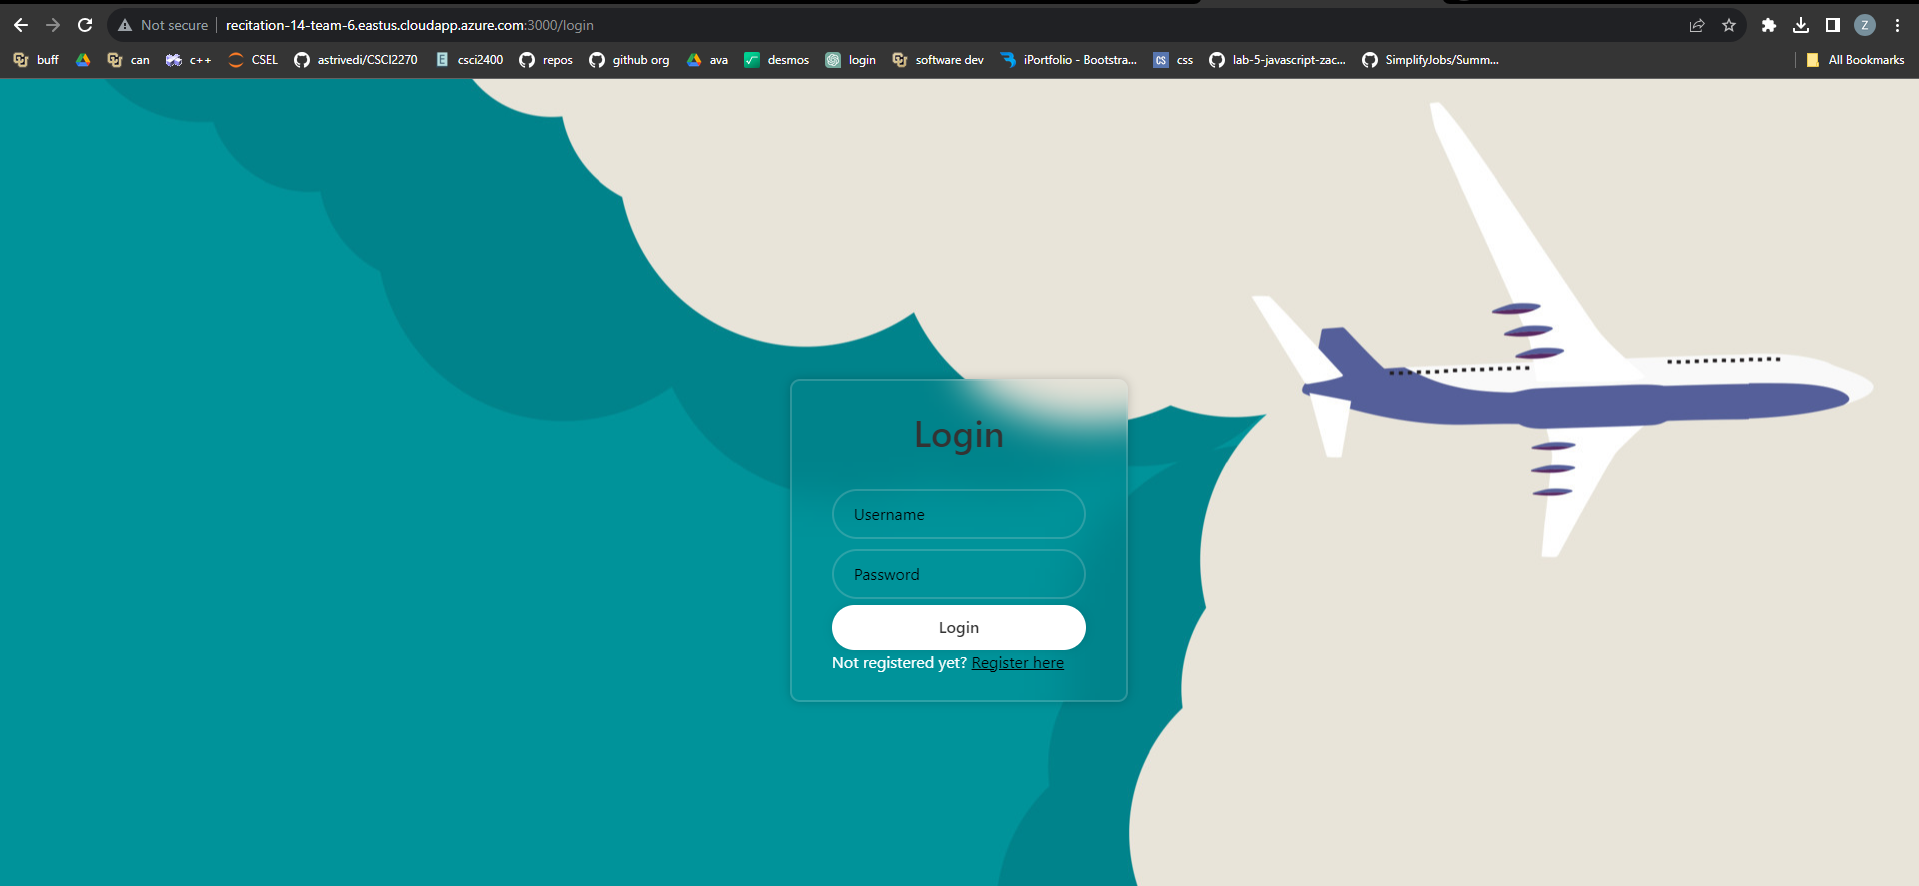 Not secure recitation-14-team-6.eastus.cloudapp.azure.com:3000/login Z
buff can c++ CSEL astrivedi/CSCI2270 E csci2400 repos github org ava desmos login software dev iPortfolio - Bootstra... CS css lab-5-javascript-zac... SimplifyJobs/Summ... All Bookmarks
Login
Username
Password
Login
Not registered yet? Register here